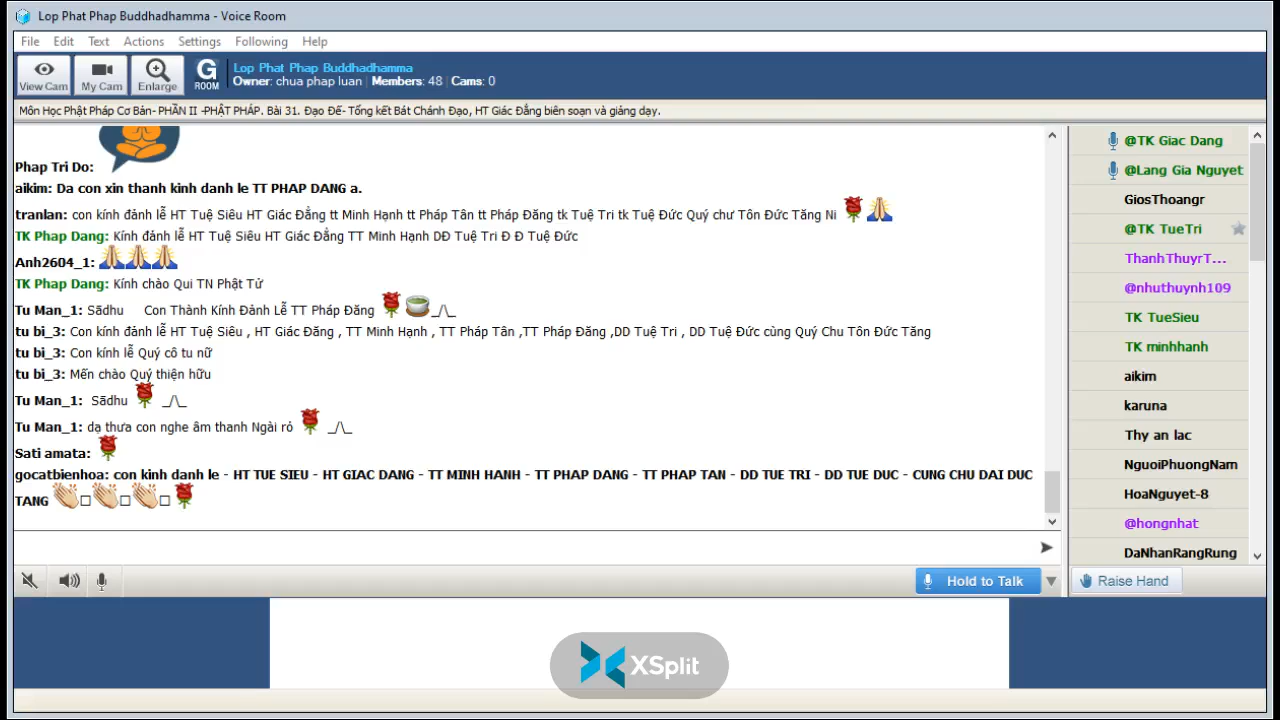 Lop Phat Phap Buddhadhamma - Voice Room
File Edit Text Actions Settings Following Help
View Cam My Cam Enlarge
G ROOM
Lop Phat Phap Buddhadhamma
Owner: chua phap luan Members: 48 Cams: 0
Môn Học Phật Pháp Cơ Bản- PHẦN II -PHẬT PHÁP. Bài 31. Đạo Đế- Tổng kết Bát Chánh Đạo, HT Giác Đẳng biên soạn và giảng dạy.
Phap Tri Do:
aikim: Da con xin thanh kinh danh le TT PHAP DANG a.
tranlan: con kính đảnh lễ HT Tuệ Siêu HT Giác Đẳng tt Minh Hạnh tt Pháp Tân tt Pháp Đăng tk Tuệ Tri tk Tuệ Đức Quý chư Tôn Đức Tăng Ni
TK Phap Dang: Kính đảnh lễ HT Tuệ Siêu HT Giác Đẳng TT Minh Hạnh DĐ Tuệ Tri Đ Đ Tuệ Đức
Anh2604_1:
TK Phap Dang: Kính chào Qui TN Phật Tử
Tu Man_1: Sādhu Con Thành Kính Đảnh Lễ TT Pháp Đăng _/\_
tu bi_3: Con kính đảnh lễ HT Tuệ Siêu , HT Giác Đăng , TT Minh Hạnh , TT Pháp Tân ,TT Pháp Đăng ,DD Tuệ Tri , DD Tuệ Đức cùng Quý Chu Tôn Đức Tăng
tu bi_3: Con kính lễ Quý cô tu nữ
tu bi_3: Mến chào Quý thiện hữu
Tu Man_1: Sādhu _/\_
Tu Man_1: dạ thưa con nghe âm thanh Ngài rỏ _/\_
Sati amata:
gocatbienhoa: con kinh danh le - HT TUE SIEU - HT GIAC DANG - TT MINH HANH - TT PHAP DANG - TT PHAP TAN - DD TUE TRI - DD TUE DUC - CUNG CHU DAI DUC
TANG
@TK Giac Dang
@Lang Gia Nguyet
GiosThoangr
@TK TueTri
ThanhThuyrT...
@nhuthuynh109
TK TueSieu
TK minhhanh
aikim
karuna
Thy an lac
NguoiPhuongNam
HoaNguyet-8
@hongnhat
DaNhanRangRung
Hold to Talk
Raise Hand
XSplit